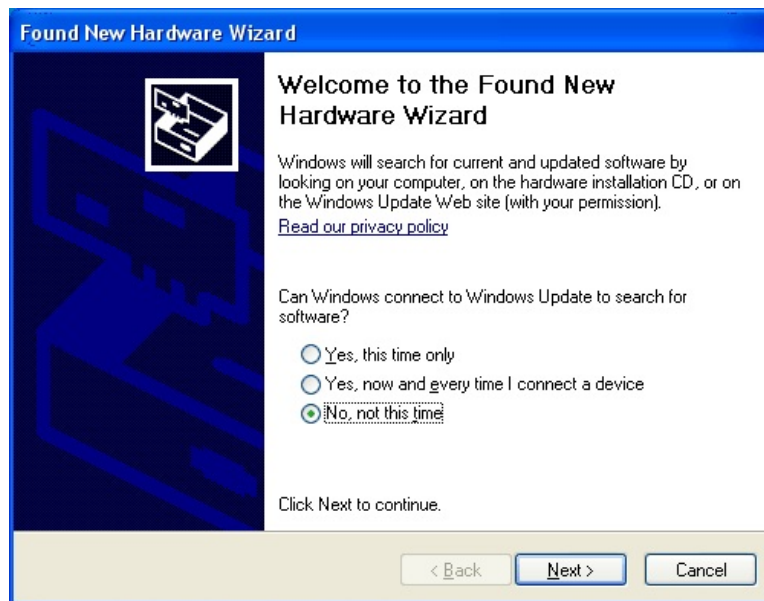 Found New Hardware Wizard
Welcome to the Found New
Hardware Wizard
Windows will search for current and updated software by
looking on your computer, on the hardware installation CD, or on
the Windows Update Web site (with your permission).
Read our privacy policy
Can Windows connect to Windows Update to search for
software?
Yes, this time only
Yes, now and every time I connect a device
No, not this time
Click Next to continue.
< Back
Next >
Cancel